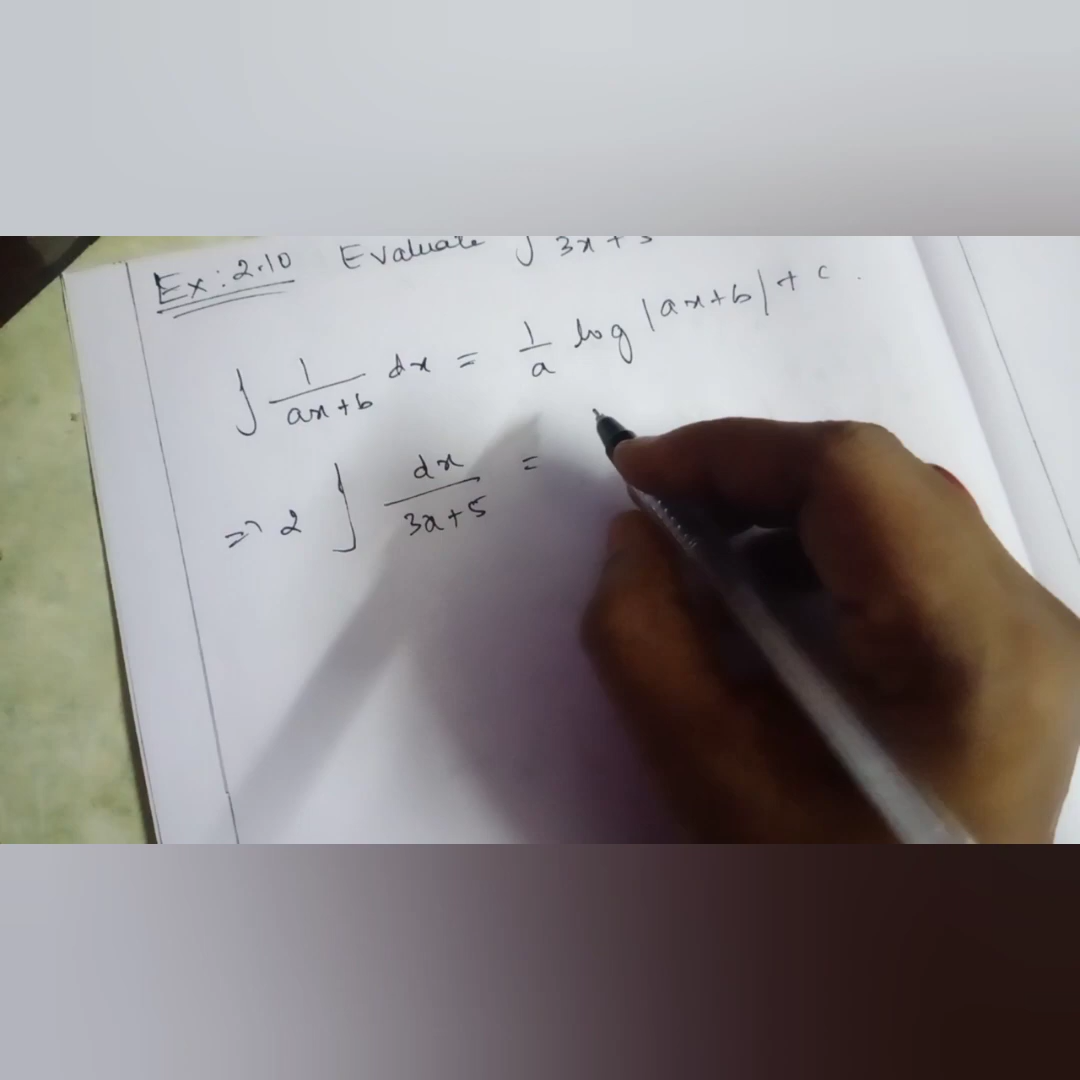 Ex: 2.10 Evaluate ∫ 3x+5
∫ 1/(ax+b) dx = 1/a log |ax+b| + c.
⇒ 2 ∫ dx/(3x+5) =